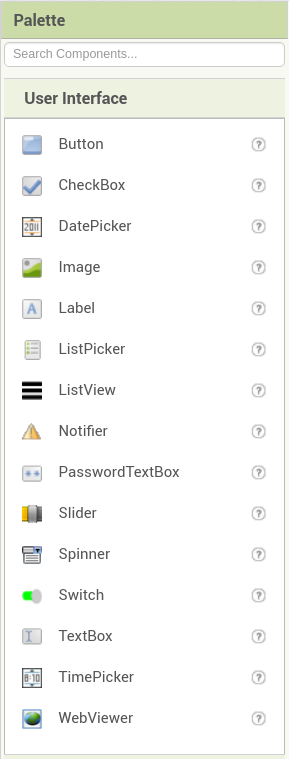 Palette
Search Components...
User Interface
Button
CheckBox
DatePicker
Image
Label
ListPicker
ListView
Notifier
PasswordTextBox
Slider
Spinner
Switch
TextBox
TimePicker
WebViewer